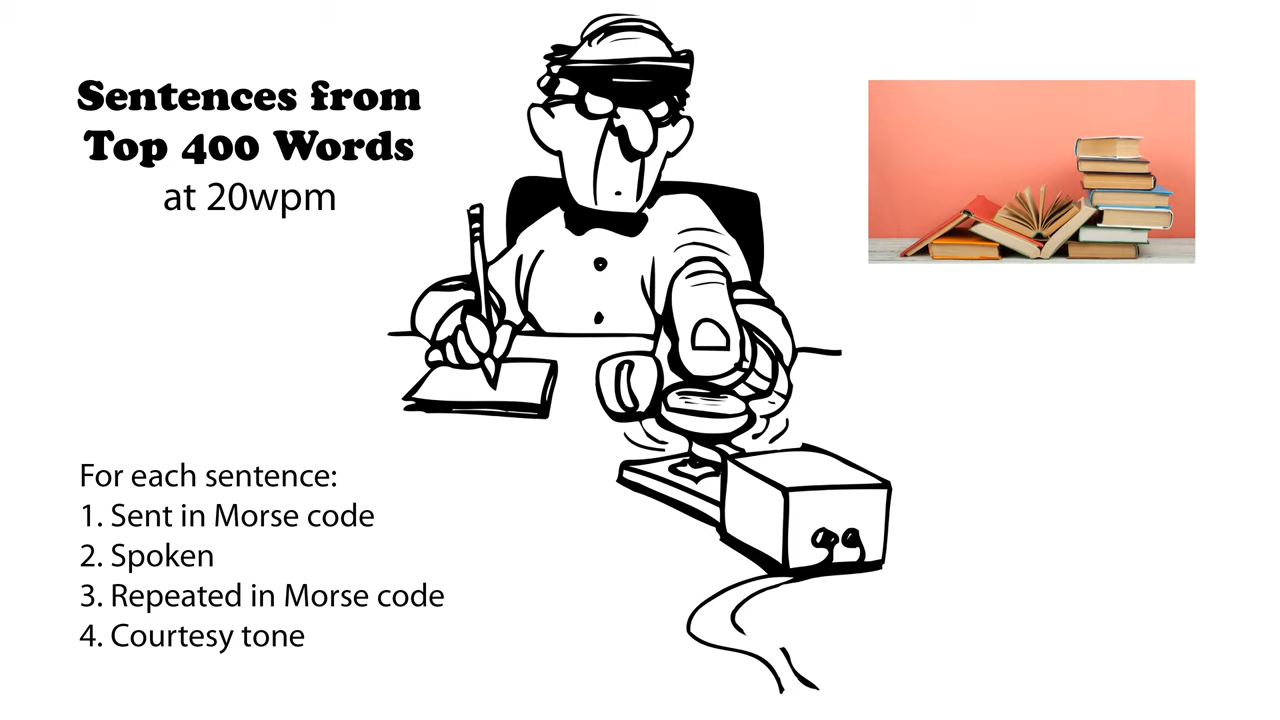 Sentences from
Top 400 Words
at 20wpm
For each sentence:
1. Sent in Morse code
2. Spoken
3. Repeated in Morse code
4. Courtesy tone